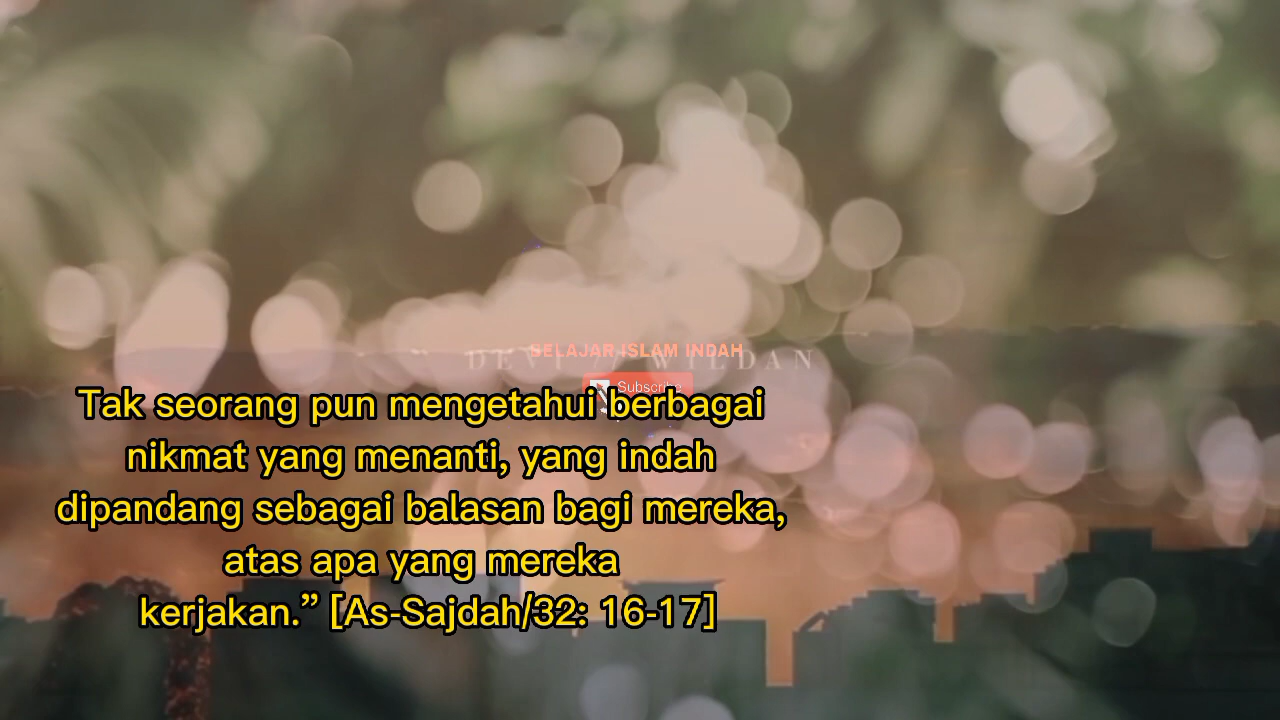 BELAJAR ISLAM INDAH
Subscribe
Tak seorang pun mengetahui berbagai
nikmat yang menanti, yang indah
dipandang sebagai balasan bagi mereka,
atas apa yang mereka
kerjakan.” [As-Sajdah/32: 16-17]